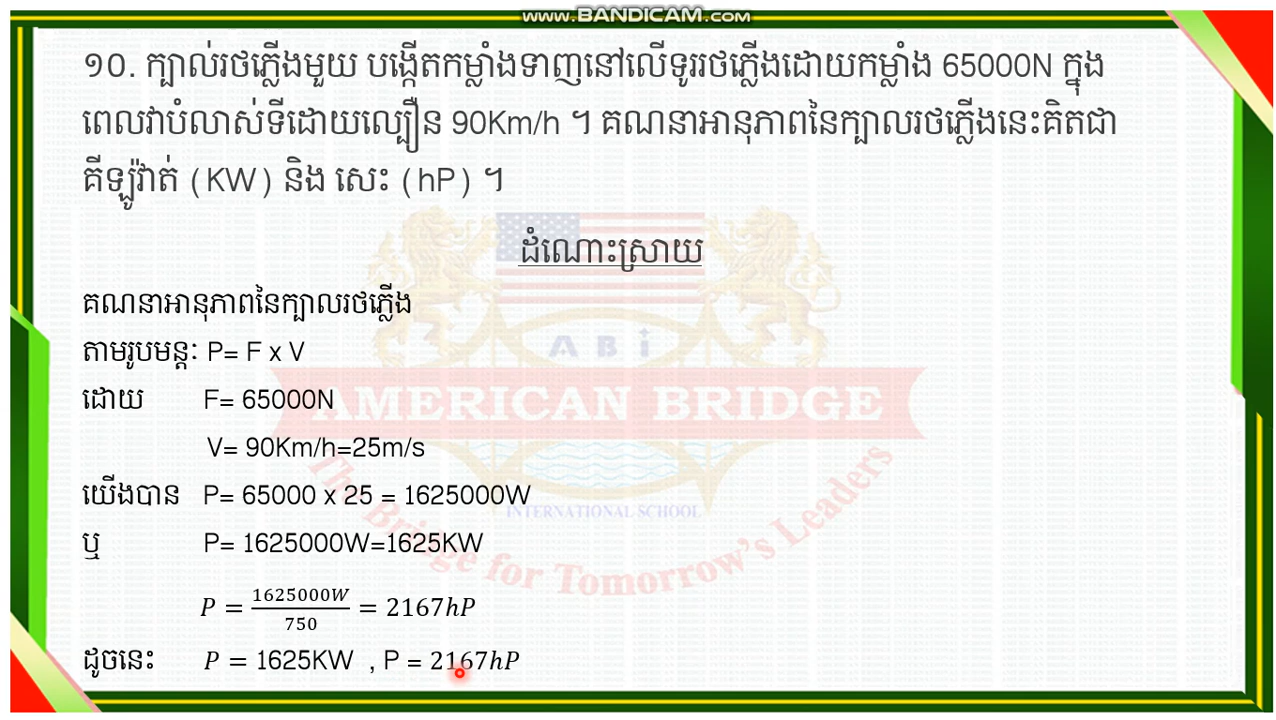 www.BANDICAM.com
១០. ក្បាល់រថភ្លើងមួយ បង្កើតកម្លាំងទាញនៅលើទូររថភ្លើងដោយកម្លាំង 65000N ក្នុង
ពេលវាបំលាស់ទីដោយល្បឿន 90Km/h ។ គណនាអានុភាពនៃក្បាលរថភ្លើងនេះគិតជា
គីឡូវ៉ាត់ (KW) និង សេះ (hP) ។
ដំណោះស្រាយ
គណនាអានុភាពនៃក្បាលរថភ្លើង
តាមរូបមន្តៈ P= F x V
ដោយ F= 65000N
V= 90Km/h=25m/s
យើងបាន P= 65000 x 25 = 1625000W
ឬ P= 1625000W=1625KW
P = 1625000W/750 = 2167hP
ដូចនេះ P = 1625KW , P = 2167hP
ABi
AMERICAN BRIDGE
INTERNATIONAL SCHOOL
The Bridge for Tomorrow's Leaders